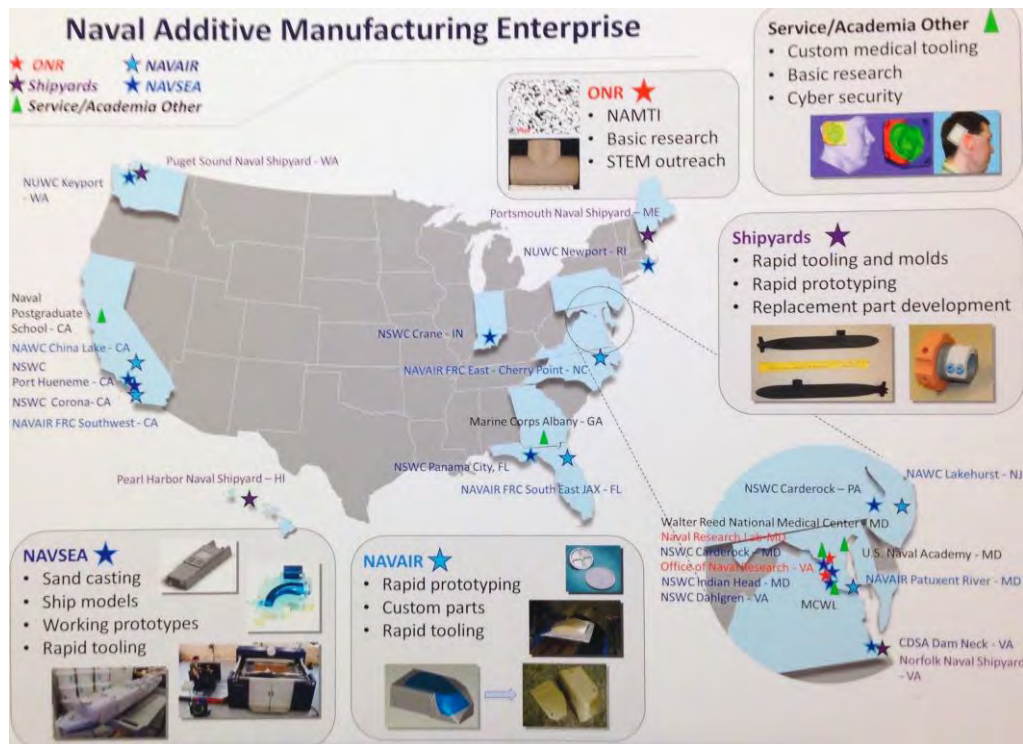 Naval Additive Manufacturing Enterprise
ONR
NAVAIR
Shipyards
NAVSEA
Service/Academia Other
Service/Academia Other
• Custom medical tooling
• Basic research
• Cyber security
ONR
• NAMTI
• Basic research
• STEM outreach
Puget Sound Naval Shipyard - WA
NUWC Keyport
- WA
Portsmouth Naval Shipyard – ME
NUWC Newport - RI
Shipyards
• Rapid tooling and molds
• Rapid prototyping
• Replacement part development
Naval
Postgraduate
School - CA
NAWC China Lake - CA
NSWC
Port Hueneme - CA
NSWC Corona- CA
NAVAIR FRC Southwest - CA
NSWC Crane - IN
NAVAIR FRC East - Cherry Point - NC
Marine Corps Albany - GA
NSWC Panama City, FL
NAVAIR FRC South East JAX – FL
Pearl Harbor Naval Shipyard – HI
NAWC Lakehurst - NJ
NSWC Carderock – PA
Walter Reed National Medical Center - MD
Naval Research Lab-MD
NSWC Carderock – MD
Office of Naval Research - VA
NSWC Indian Head - MD
NSWC Dahlgren - VA
U.S. Naval Academy - MD
NAVAIR Patuxent River - MD
MCWL
CDSA Dam Neck - VA
Norfolk Naval Shipyard
- VA
NAVSEA
• Sand casting
• Ship models
• Working prototypes
• Rapid tooling
NAVAIR
• Rapid prototyping
• Custom parts
• Rapid tooling